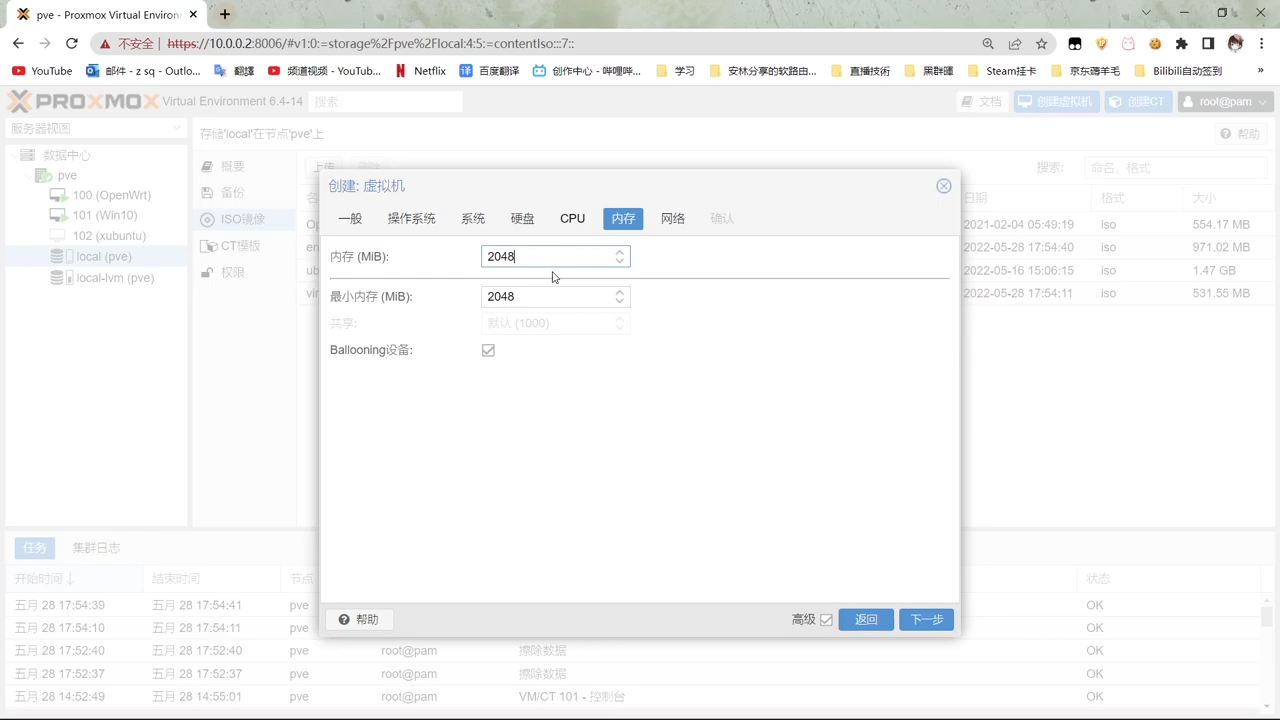 pve - Proxmox Virtual Environ
不安全 https://10.0.0.2:8006/#v1:0:=storage%2Fpve%2Flocal:4:5:=contentIso:::7::
YouTube 邮件 - z sq - Outlo... 翻譯 频道视频 - YouTub... Netflix 百度翻译 创作中心 - 哔哩哔... 学习 安林分享的软路由... 直播技術 黑群暉 Steam挂卡 京东薅羊毛 Bilibili自动签到 »
PROXMOX Virtual Environment 6.4-14 搜索 文档 创建虚拟机 创建CT root@pam
服务器视图
存储'local'在节点'pve'上 帮助
数据中心
pve
100 (OpenWrt)
101 (Win10)
102 (xubuntu)
local (pve)
local-lvm (pve)
概要
备份
ISO镜像
CT模板
权限
上传 删除 搜索: 命名、格式
名 日期 格式 大小
Op 2021-02-04 05:49:19 iso 554.17 MB
en 2022-05-28 17:54:40 iso 971.02 MB
ub 2022-05-16 15:06:15 iso 1.47 GB
vir 2022-05-28 17:54:11 iso 531.55 MB
创建: 虚拟机
一般 操作系统 系统 硬盘 CPU 内存 网络 确认
内存 (MiB): 2048
最小内存 (MiB): 2048
共享: 默认 (1000)
Ballooning设备:
帮助 高级 返回 下一步
任务 集群日志
开始时间 结束时间 节点 状态
五月 28 17:54:39 五月 28 17:54:41 pve OK
五月 28 17:54:10 五月 28 17:54:11 pve OK
五月 28 17:52:40 五月 28 17:52:40 pve root@pam 擦除数据 OK
五月 28 17:52:37 五月 28 17:52:37 pve root@pam 擦除数据 OK
五月 28 14:52:49 五月 28 14:55:01 pve root@pam VM/CT 101 - 控制台 OK